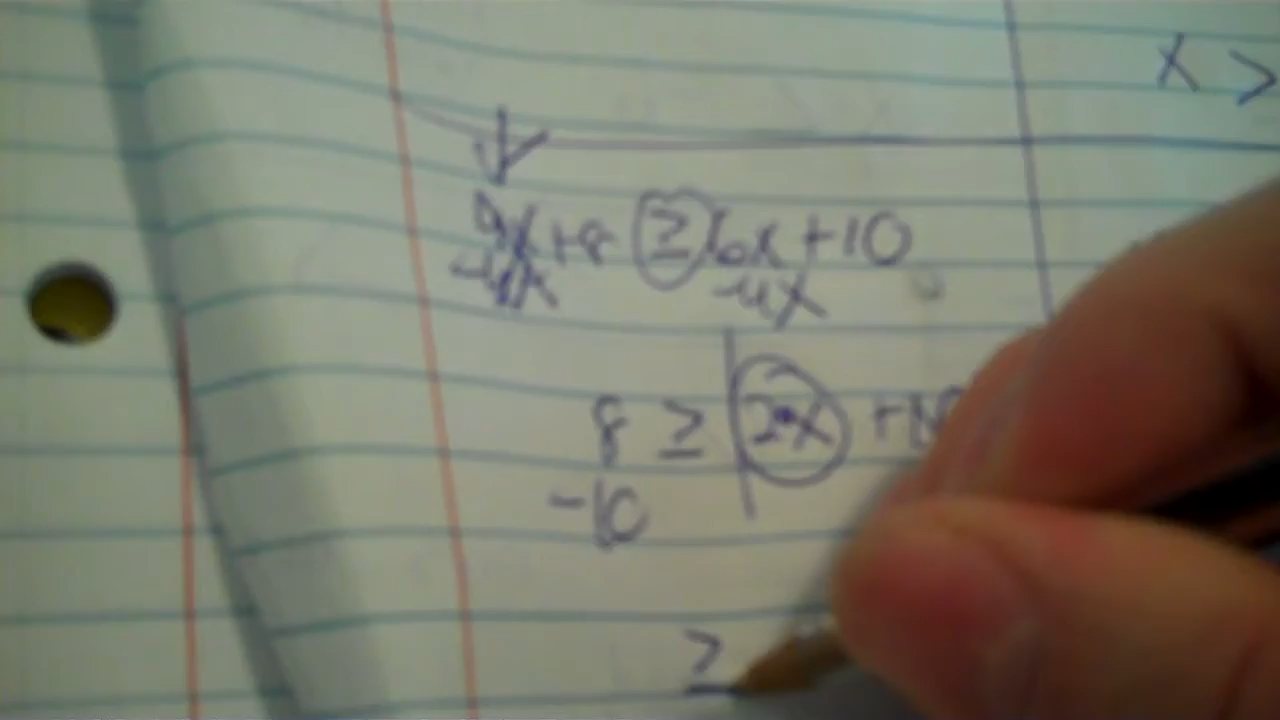 x >
4x+8 ≥ 6x+10
-4x -4x
8 ≥ 2x +10
-10
≥